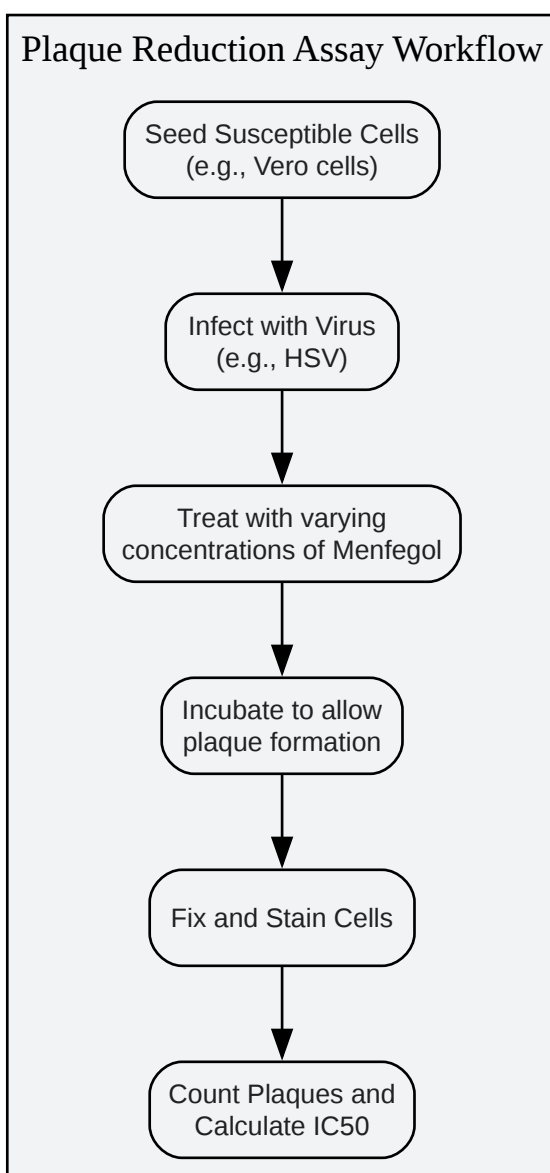 Plaque Reduction Assay Workflow
Seed Susceptible Cells
(e.g., Vero cells)
Infect with Virus
(e.g., HSV)
Treat with varying
concentrations of Menfegol
Incubate to allow
plaque formation
Fix and Stain Cells
Count Plaques and
Calculate IC50